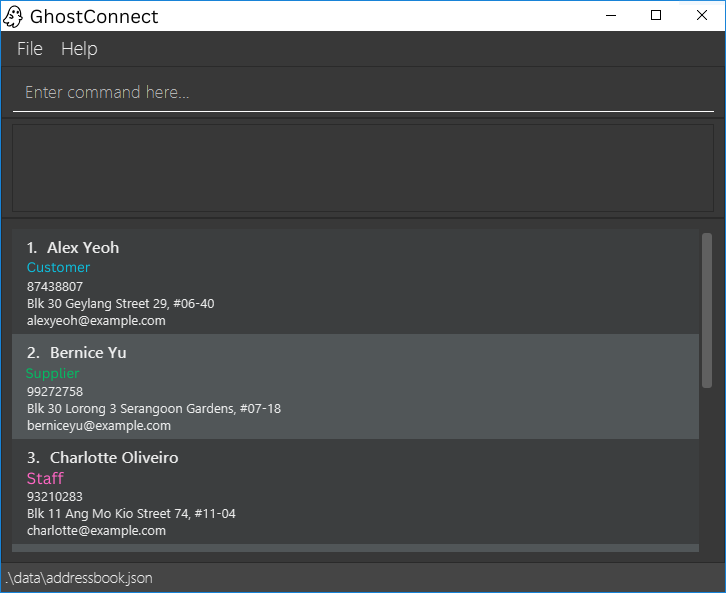 GhostConnect
File Help
Enter command here...
1. Alex Yeoh
Customer
87438807
Blk 30 Geylang Street 29, #06-40
alexyeoh@example.com
2. Bernice Yu
Supplier
99272758
Blk 30 Lorong 3 Serangoon Gardens, #07-18
berniceyu@example.com
3. Charlotte Oliveiro
Staff
93210283
Blk 11 Ang Mo Kio Street 74, #11-04
charlotte@example.com
.\data\addressbook.json